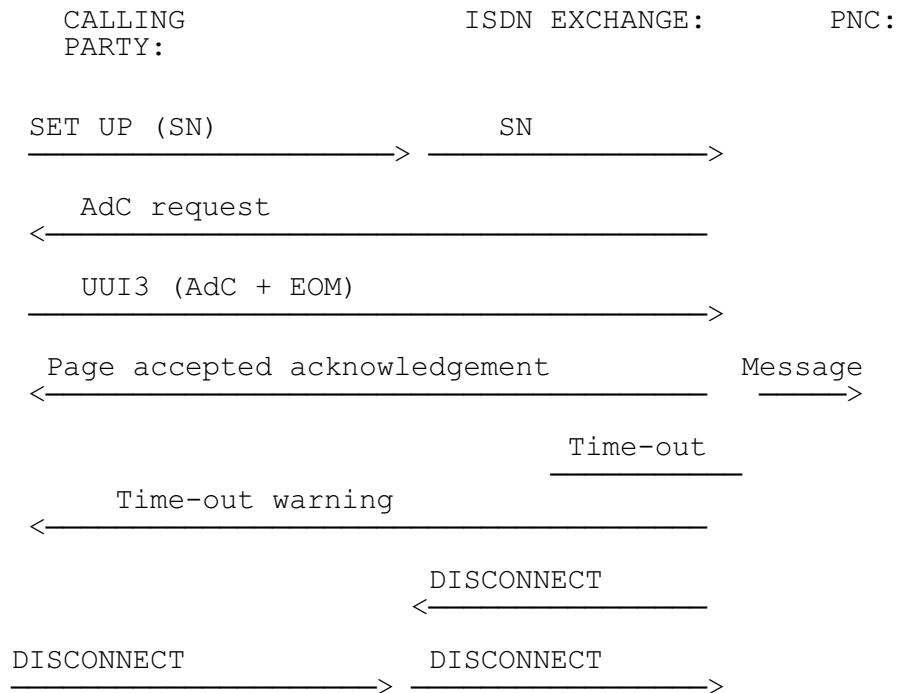 CALLING ISDN EXCHANGE: PNC:
PARTY:
SET UP (SN) SN
AdC request
UUI3 (AdC + EOM)
Page accepted acknowledgement Message
Time-out
Time-out warning
DISCONNECT
DISCONNECT DISCONNECT